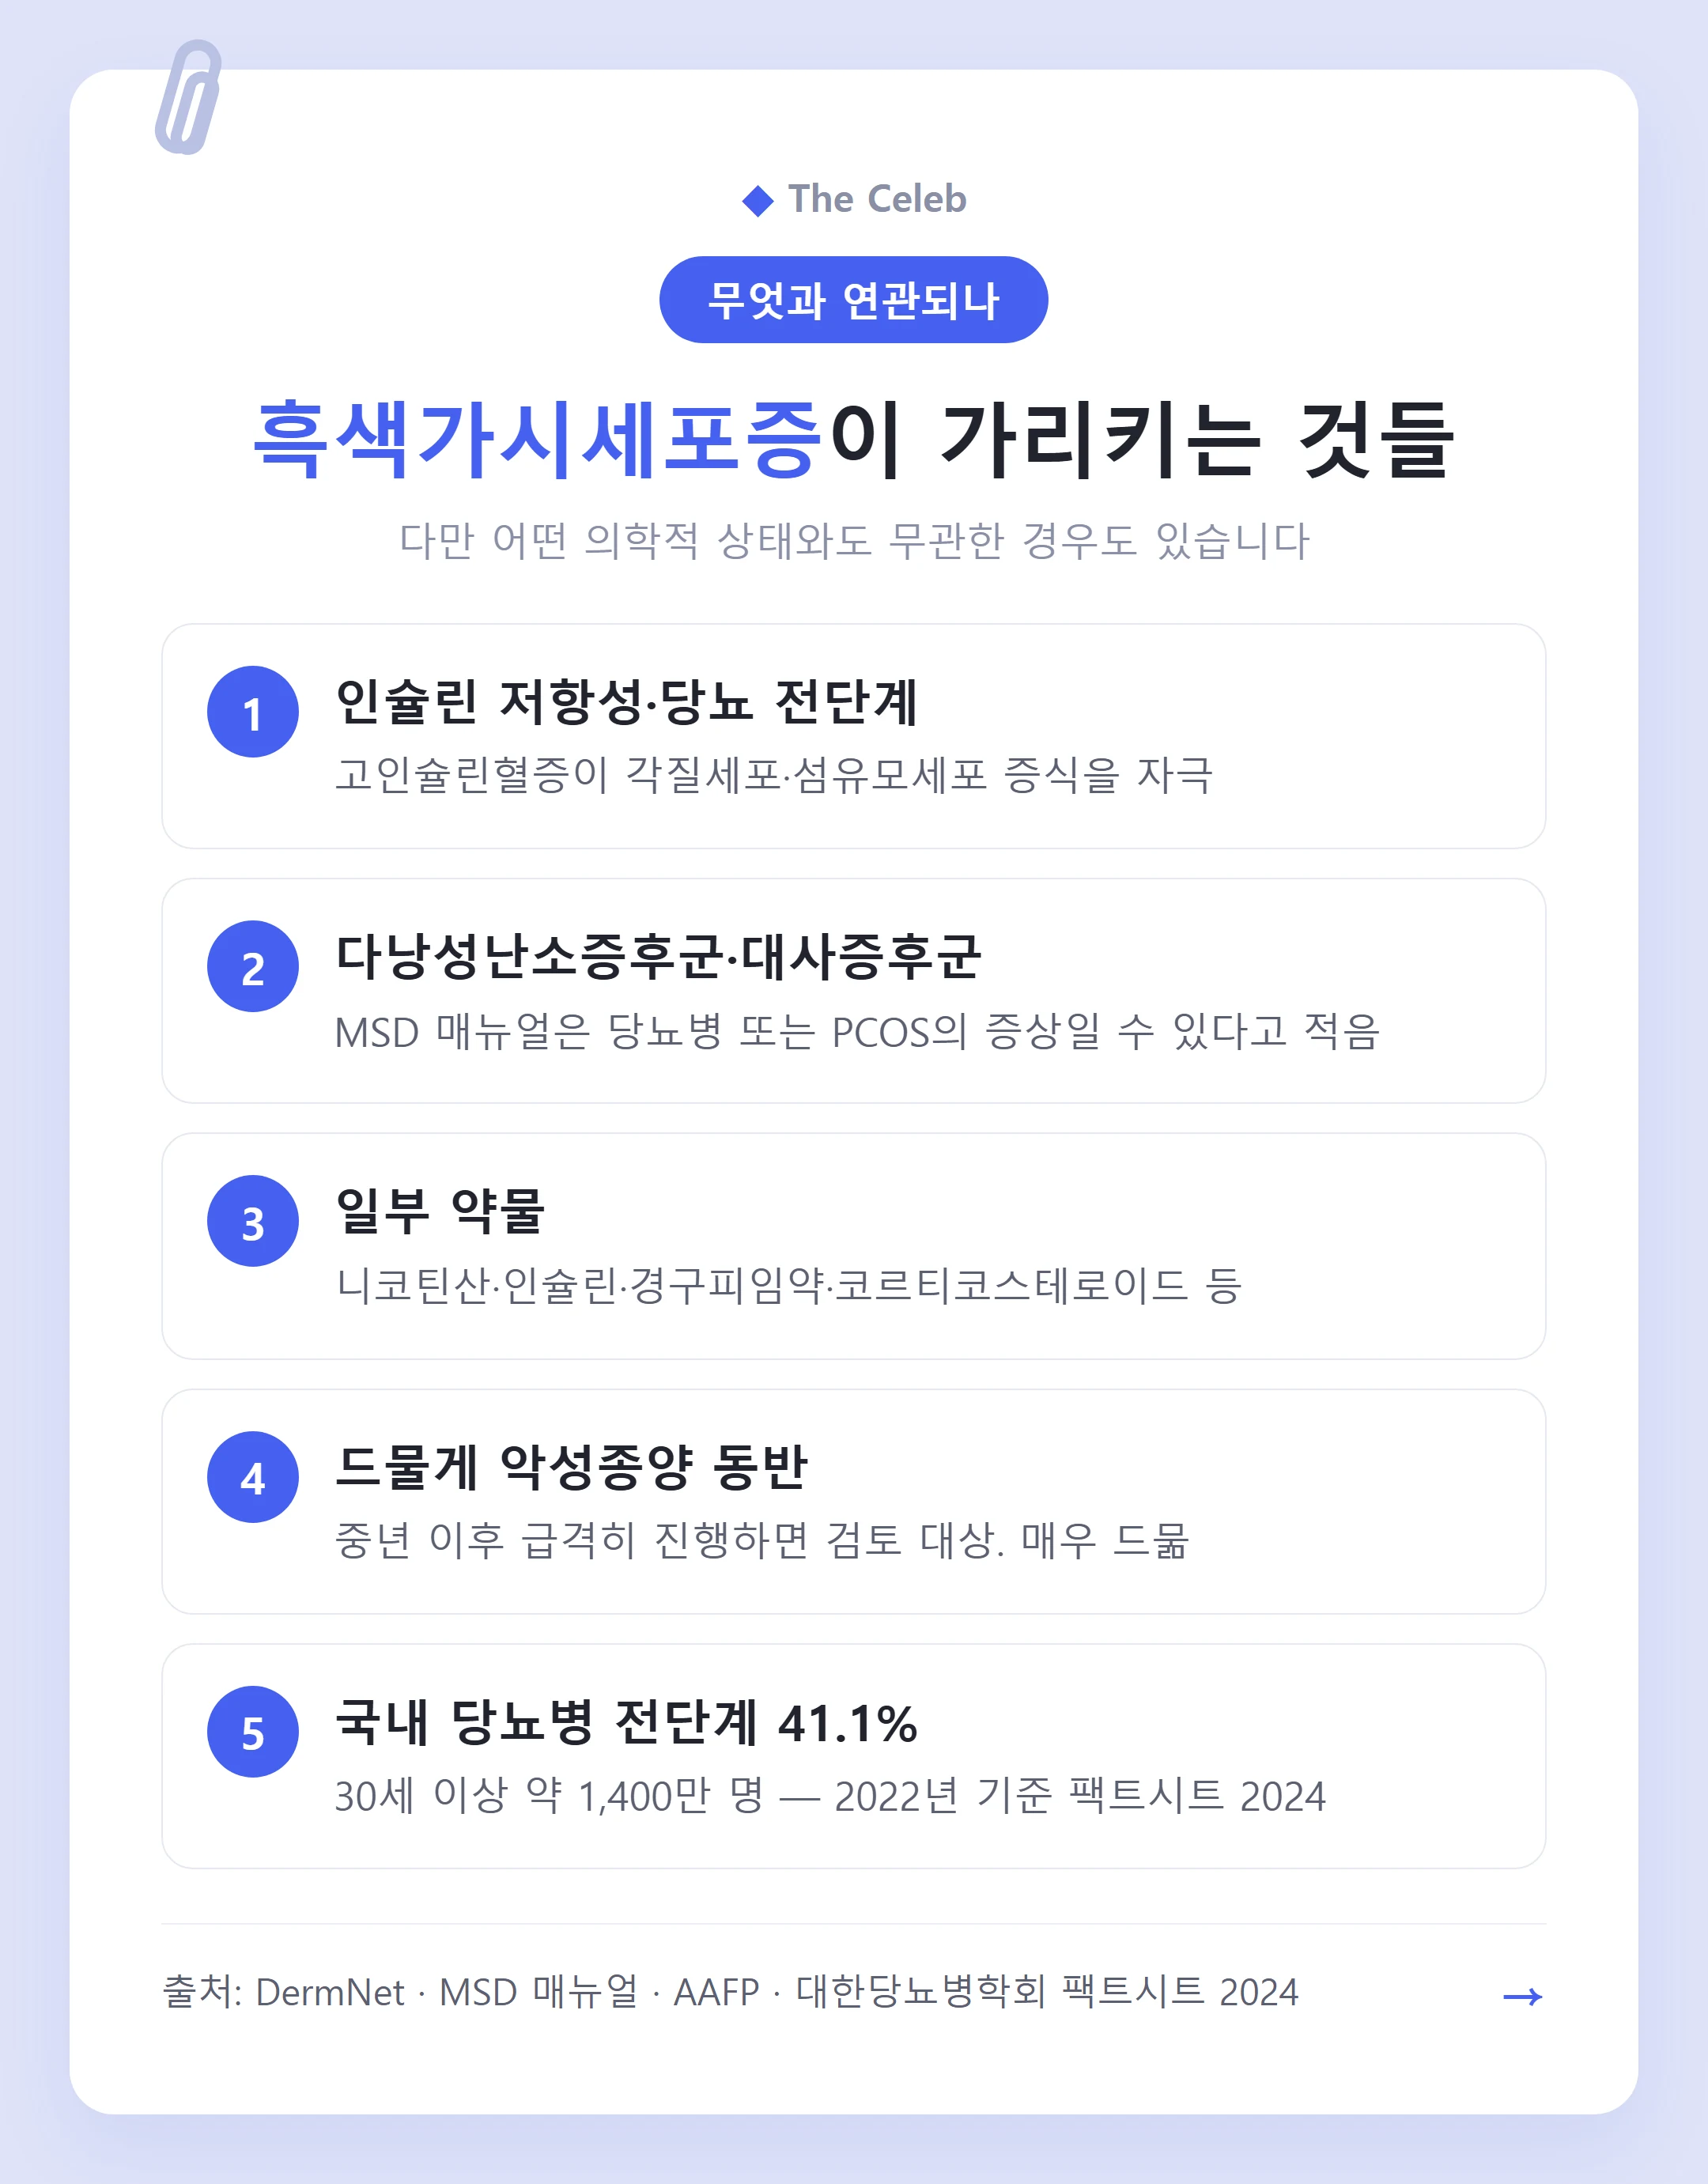 ◆ The Celeb
무엇과 연관되나
흑색가시세포증이 가리키는 것들
다만 어떤 의학적 상태와도 무관한 경우도 있습니다
1
인슐린 저항성·당뇨 전단계
고인슐린혈증이 각질세포·섬유모세포 증식을 자극
2
다낭성난소증후군·대사증후군
MSD 매뉴얼은 당뇨병 또는 PCOS의 증상일 수 있다고 적음
3
일부 약물
니코틴산·인슐린·경구피임약·코르티코스테로이드 등
4
드물게 악성종양 동반
중년 이후 급격히 진행하면 검토 대상. 매우 드묾
5
국내 당뇨병 전단계 41.1%
30세 이상 약 1,400만 명 — 2022년 기준 팩트시트 2024
출처: DermNet · MSD 매뉴얼 · AAFP · 대한당뇨병학회 팩트시트 2024 →